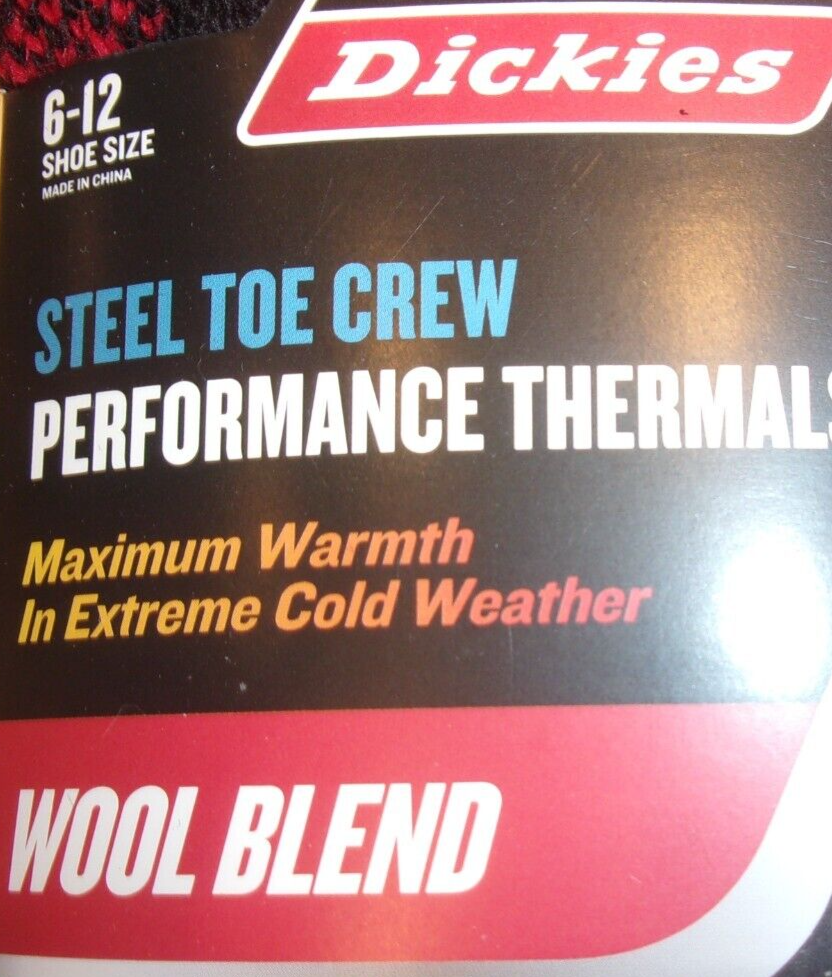 Dickies
6-12
SHOE SIZE
MADE IN CHINA
STEEL TOE CREW
PERFORMANCE THERMALS
Maximum Warmth
In Extreme Cold Weather
WOOL BLEND